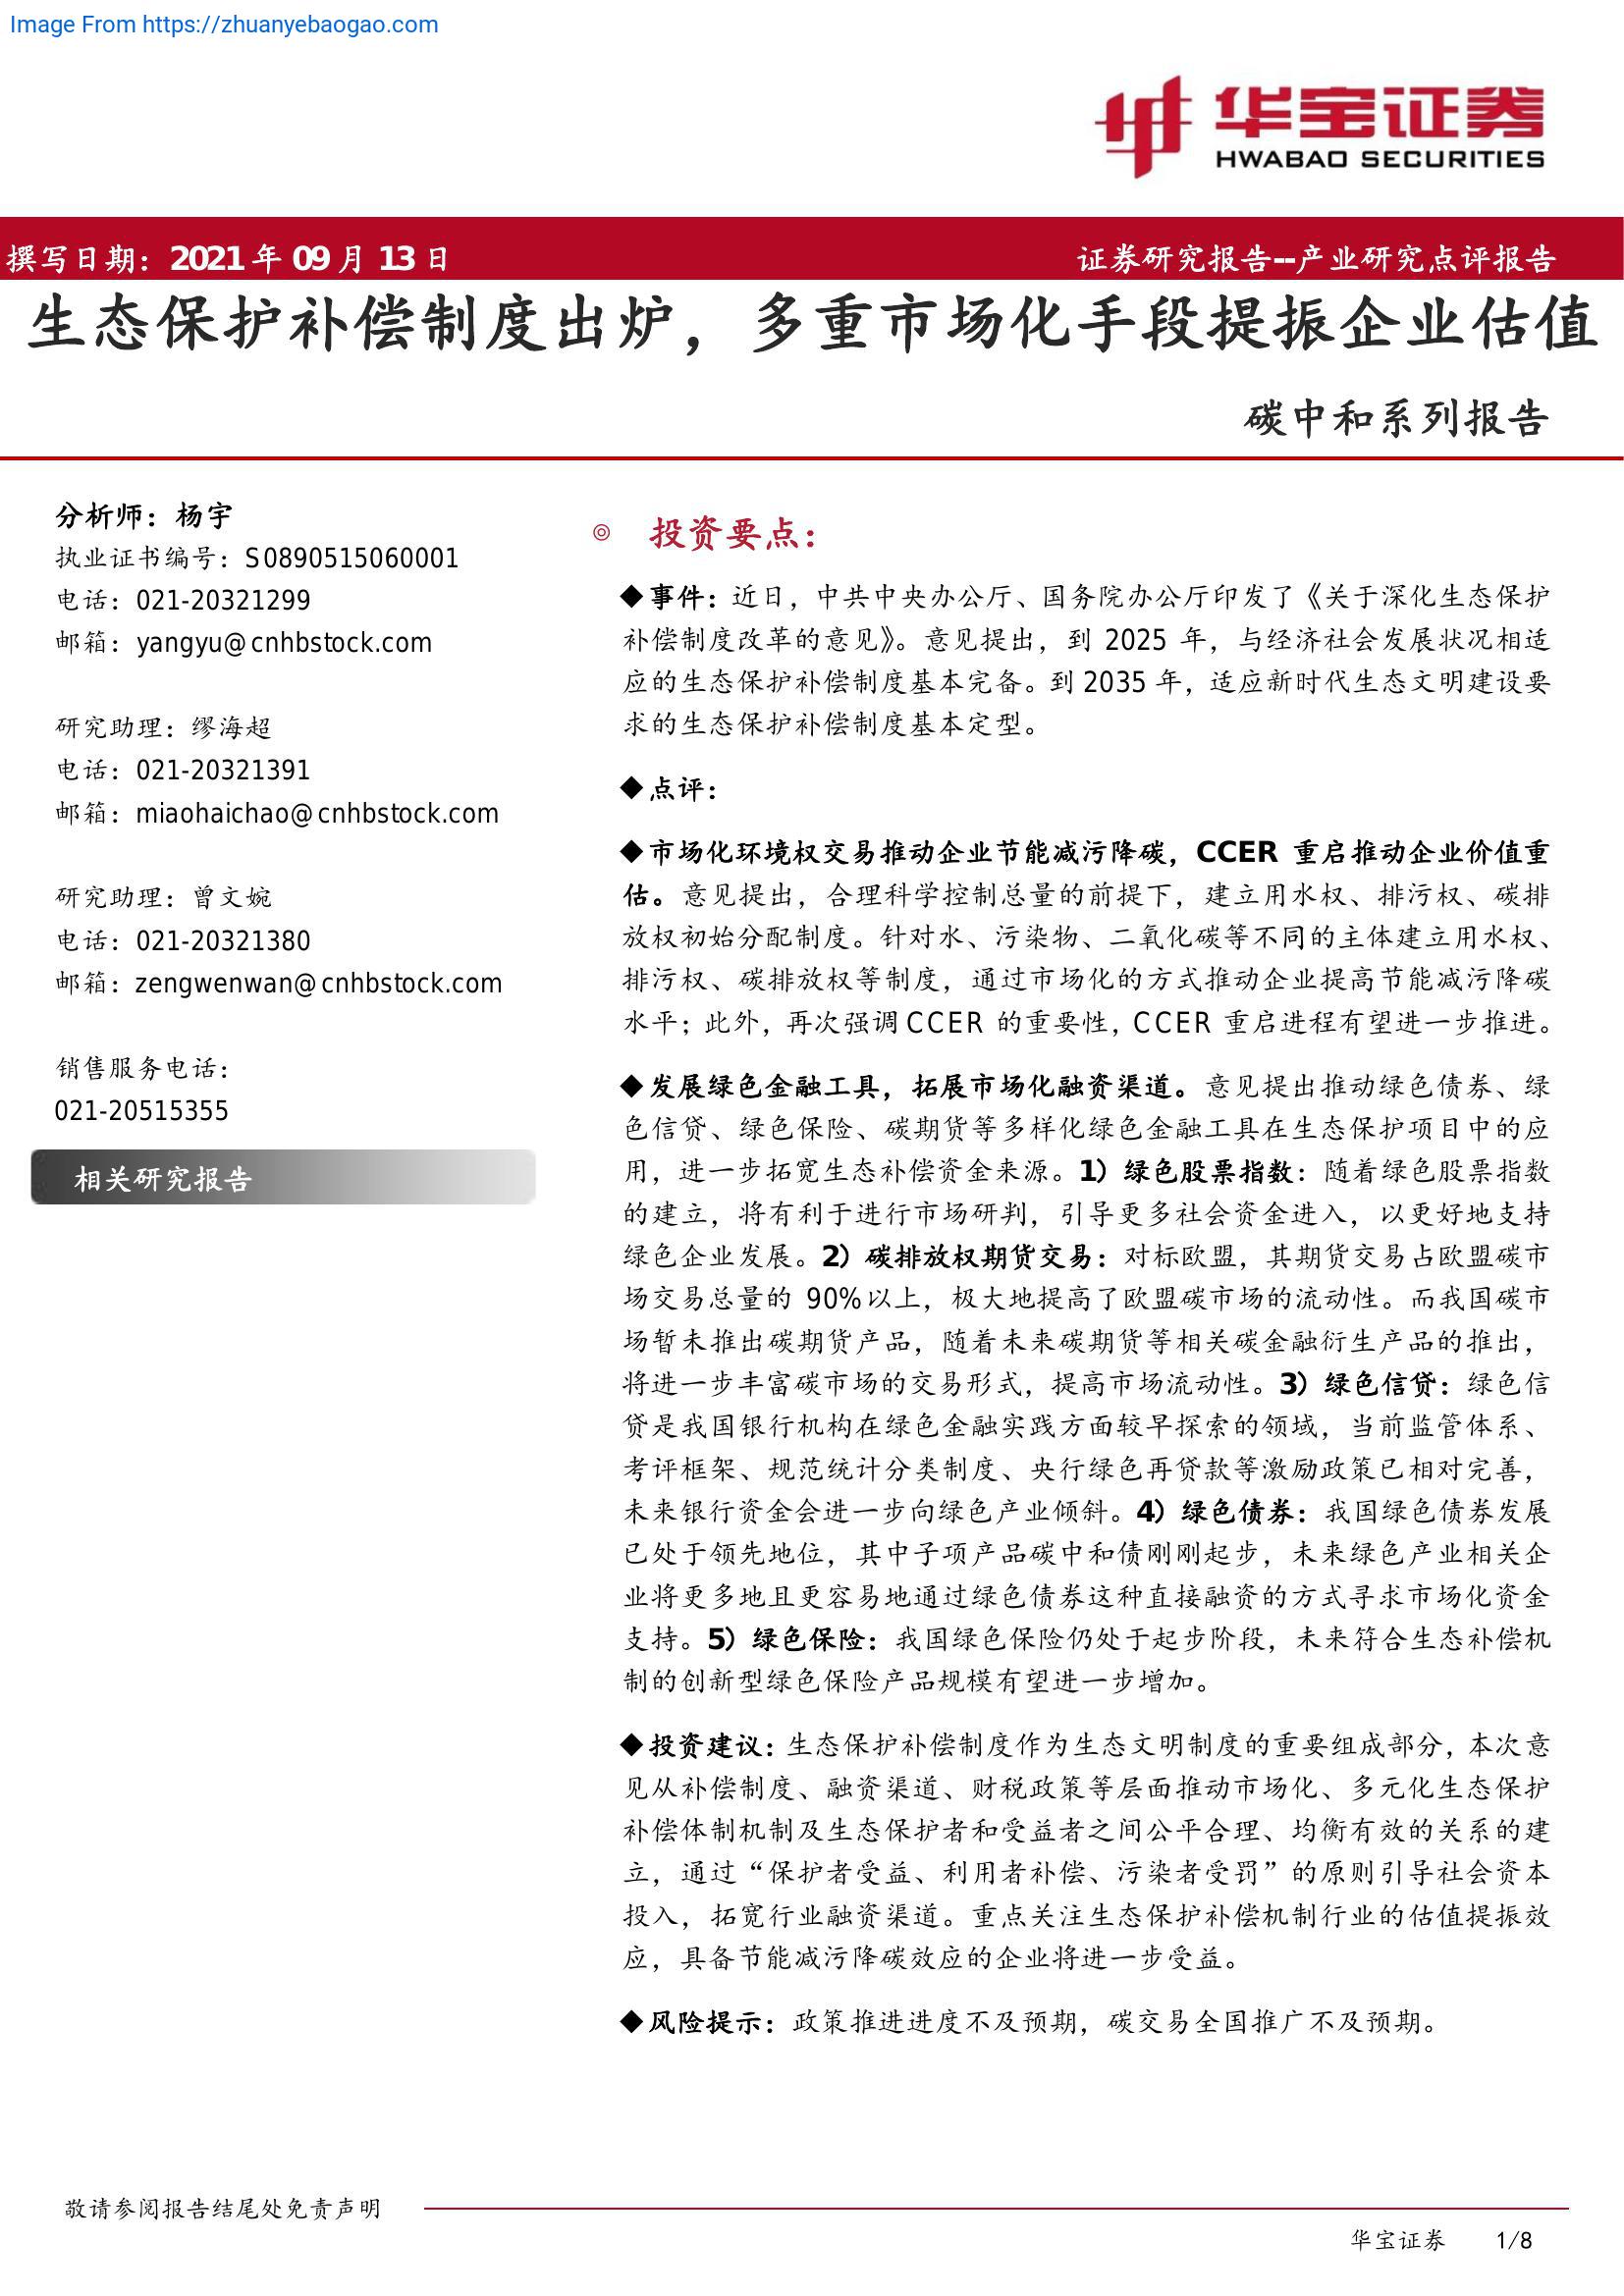 Image From https://zhuanyebaogao.com
华宝证券
HWABAO SECURITIES
撰写日期：2021 年 09 月 13 日
证券研究报告--产业研究点评报告
生态保护补偿制度出炉，多重市场化手段提振企业估值
碳中和系列报告
分析师：杨宇
执业证书编号：S0890515060001
电话：021-20321299
邮箱：yangyu@cnhbstock.com
研究助理：缪海超
电话：021-20321391
邮箱：miaohaichao@cnhbstock.com
研究助理：曾文婉
电话：021-20321380
邮箱：zengwenwan@cnhbstock.com
销售服务电话：
021-20515355
相关研究报告
◎ 投资要点：
◆事件：近日，中共中央办公厅、国务院办公厅印发了《关于深化生态保护
补偿制度改革的意见》。意见提出，到 2025 年，与经济社会发展状况相适
应的生态保护补偿制度基本完备。到 2035 年，适应新时代生态文明建设要
求的生态保护补偿制度基本定型。
◆点评：
◆市场化环境权交易推动企业节能减污降碳，CCER 重启推动企业价值重
估。意见提出，合理科学控制总量的前提下，建立用水权、排污权、碳排
放权初始分配制度。针对水、污染物、二氧化碳等不同的主体建立用水权、
排污权、碳排放权等制度，通过市场化的方式推动企业提高节能减污降碳
水平；此外，再次强调 CCER 的重要性，CCER 重启进程有望进一步推进。
◆发展绿色金融工具，拓展市场化融资渠道。意见提出推动绿色债券、绿
色信贷、绿色保险、碳期货等多样化绿色金融工具在生态保护项目中的应
用，进一步拓宽生态补偿资金来源。1）绿色股票指数：随着绿色股票指数
的建立，将有利于进行市场研判，引导更多社会资金进入，以更好地支持
绿色企业发展。2）碳排放权期货交易：对标欧盟，其期货交易占欧盟碳市
场交易总量的 90%以上，极大地提高了欧盟碳市场的流动性。而我国碳市
场暂未推出碳期货产品，随着未来碳期货等相关碳金融衍生产品的推出，
将进一步丰富碳市场的交易形式，提高市场流动性。3）绿色信贷：绿色信
贷是我国银行机构在绿色金融实践方面较早探索的领域，当前监管体系、
考评框架、规范统计分类制度、央行绿色再贷款等激励政策已相对完善，
未来银行资金会进一步向绿色产业倾斜。4）绿色债券：我国绿色债券发展
已处于领先地位，其中子项产品碳中和债刚刚起步，未来绿色产业相关企
业将更多地且更容易地通过绿色债券这种直接融资的方式寻求市场化资金
支持。5）绿色保险：我国绿色保险仍处于起步阶段，未来符合生态补偿机
制的创新型绿色保险产品规模有望进一步增加。
◆投资建议：生态保护补偿制度作为生态文明制度的重要组成部分，本次意
见从补偿制度、融资渠道、财税政策等层面推动市场化、多元化生态保护
补偿体制机制及生态保护者和受益者之间公平合理、均衡有效的关系的建
立，通过“保护者受益、利用者补偿、污染者受罚”的原则引导社会资本
投入，拓宽行业融资渠道。重点关注生态保护补偿机制行业的估值提振效
应，具备节能减污降碳效应的企业将进一步受益。
◆风险提示：政策推进进度不及预期，碳交易全国推广不及预期。
敬请参阅报告结尾处免责声明
华宝证券 1/8